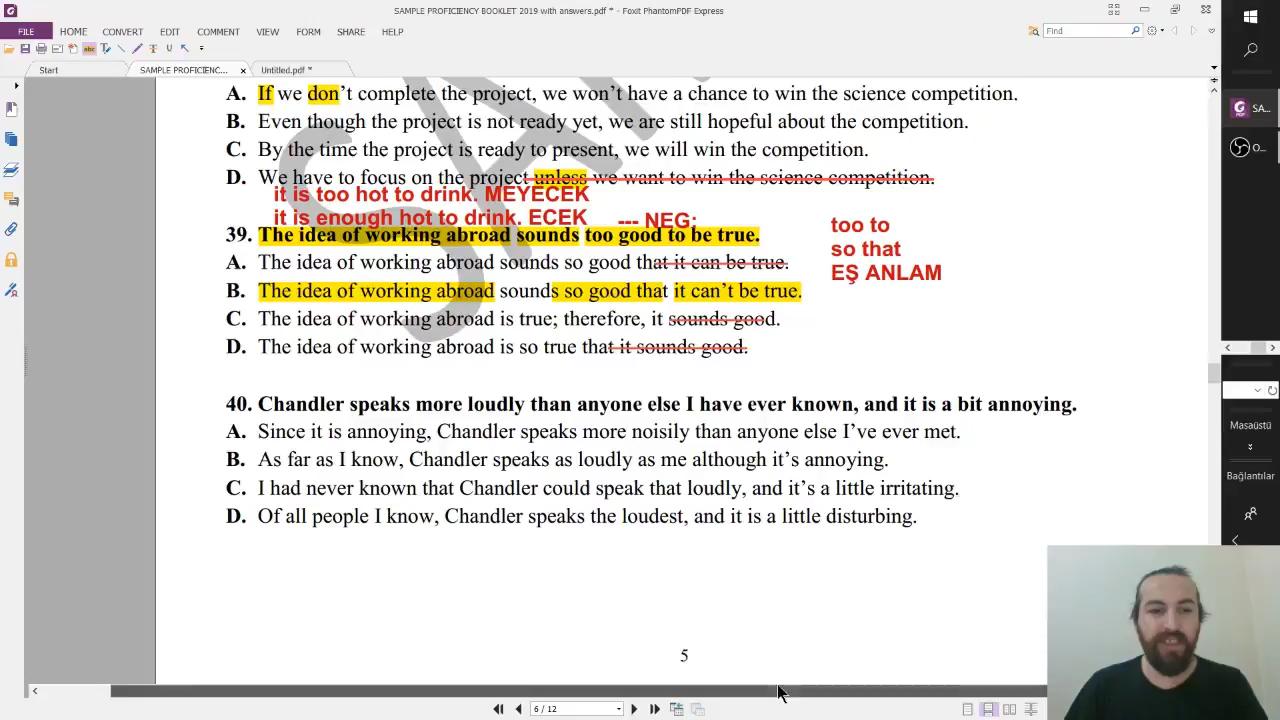 SAMPLE PROFICIENCY BOOKLET 2019 with answers.pdf * - Foxit PhantomPDF Express
FILE HOME CONVERT EDIT COMMENT VIEW FORM SHARE HELP
Find
Start SAMPLE PROFICIENC... Untitled.pdf *
A. If we don't complete the project, we won't have a chance to win the science competition.
B. Even though the project is not ready yet, we are still hopeful about the competition.
C. By the time the project is ready to present, we will win the competition.
D. We have to focus on the project unless we want to win the science competition.
it is too hot to drink. MEYECEK
it is enough hot to drink. ECEK --- NEG;
39. The idea of working abroad sounds too good to be true.
A. The idea of working abroad sounds so good that it can be true.
B. The idea of working abroad sounds so good that it can't be true.
C. The idea of working abroad is true; therefore, it sounds good.
D. The idea of working abroad is so true that it sounds good.
too to
so that
EŞ ANLAM
40. Chandler speaks more loudly than anyone else I have ever known, and it is a bit annoying.
A. Since it is annoying, Chandler speaks more noisily than anyone else I've ever met.
B. As far as I know, Chandler speaks as loudly as me although it's annoying.
C. I had never known that Chandler could speak that loudly, and it's a little irritating.
D. Of all people I know, Chandler speaks the loudest, and it is a little disturbing.
5
6 / 12
SA...
O...
Masaüstü
Bağlantılar